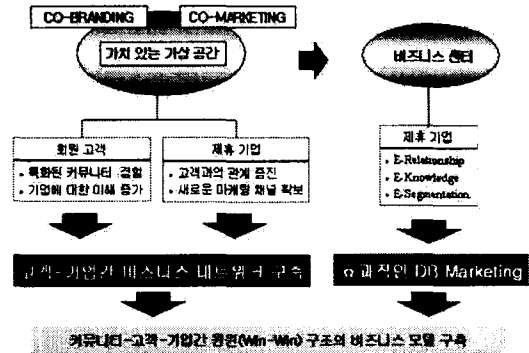 CO-BRANDING
CO-MARKETING
가치 있는 가상 공간
비즈니스 센터
회원 고객
• 특화된 커뮤니티 경험
• 기업에 대한 이해 증가
제휴 기업
• 고객과의 관계 증진
• 새로운 마케팅 채널 확보
제휴 기업
• E-Relationship
• E-Knowledge
• E-Segmentation
고객-기업간 비즈니스 네트워크 구축
효과적인 DB Marketing
커뮤니티-고객-기업간 윈윈(Win-Win) 구조의 비즈니스 모델 구축